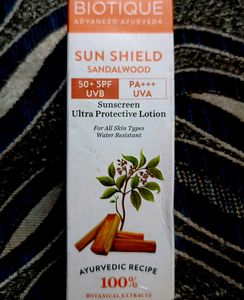 BIOTIQUE
ADVANCED AYURVEDA
SUN SHIELD
SANDALWOOD
50+ SPF PA+++
UVB UVA
Sunscreen
Ultra Protective Lotion
For All Skin Types
Water Resistant
AYURVEDIC RECIPE
100%
BOTANICAL EXTRACTS